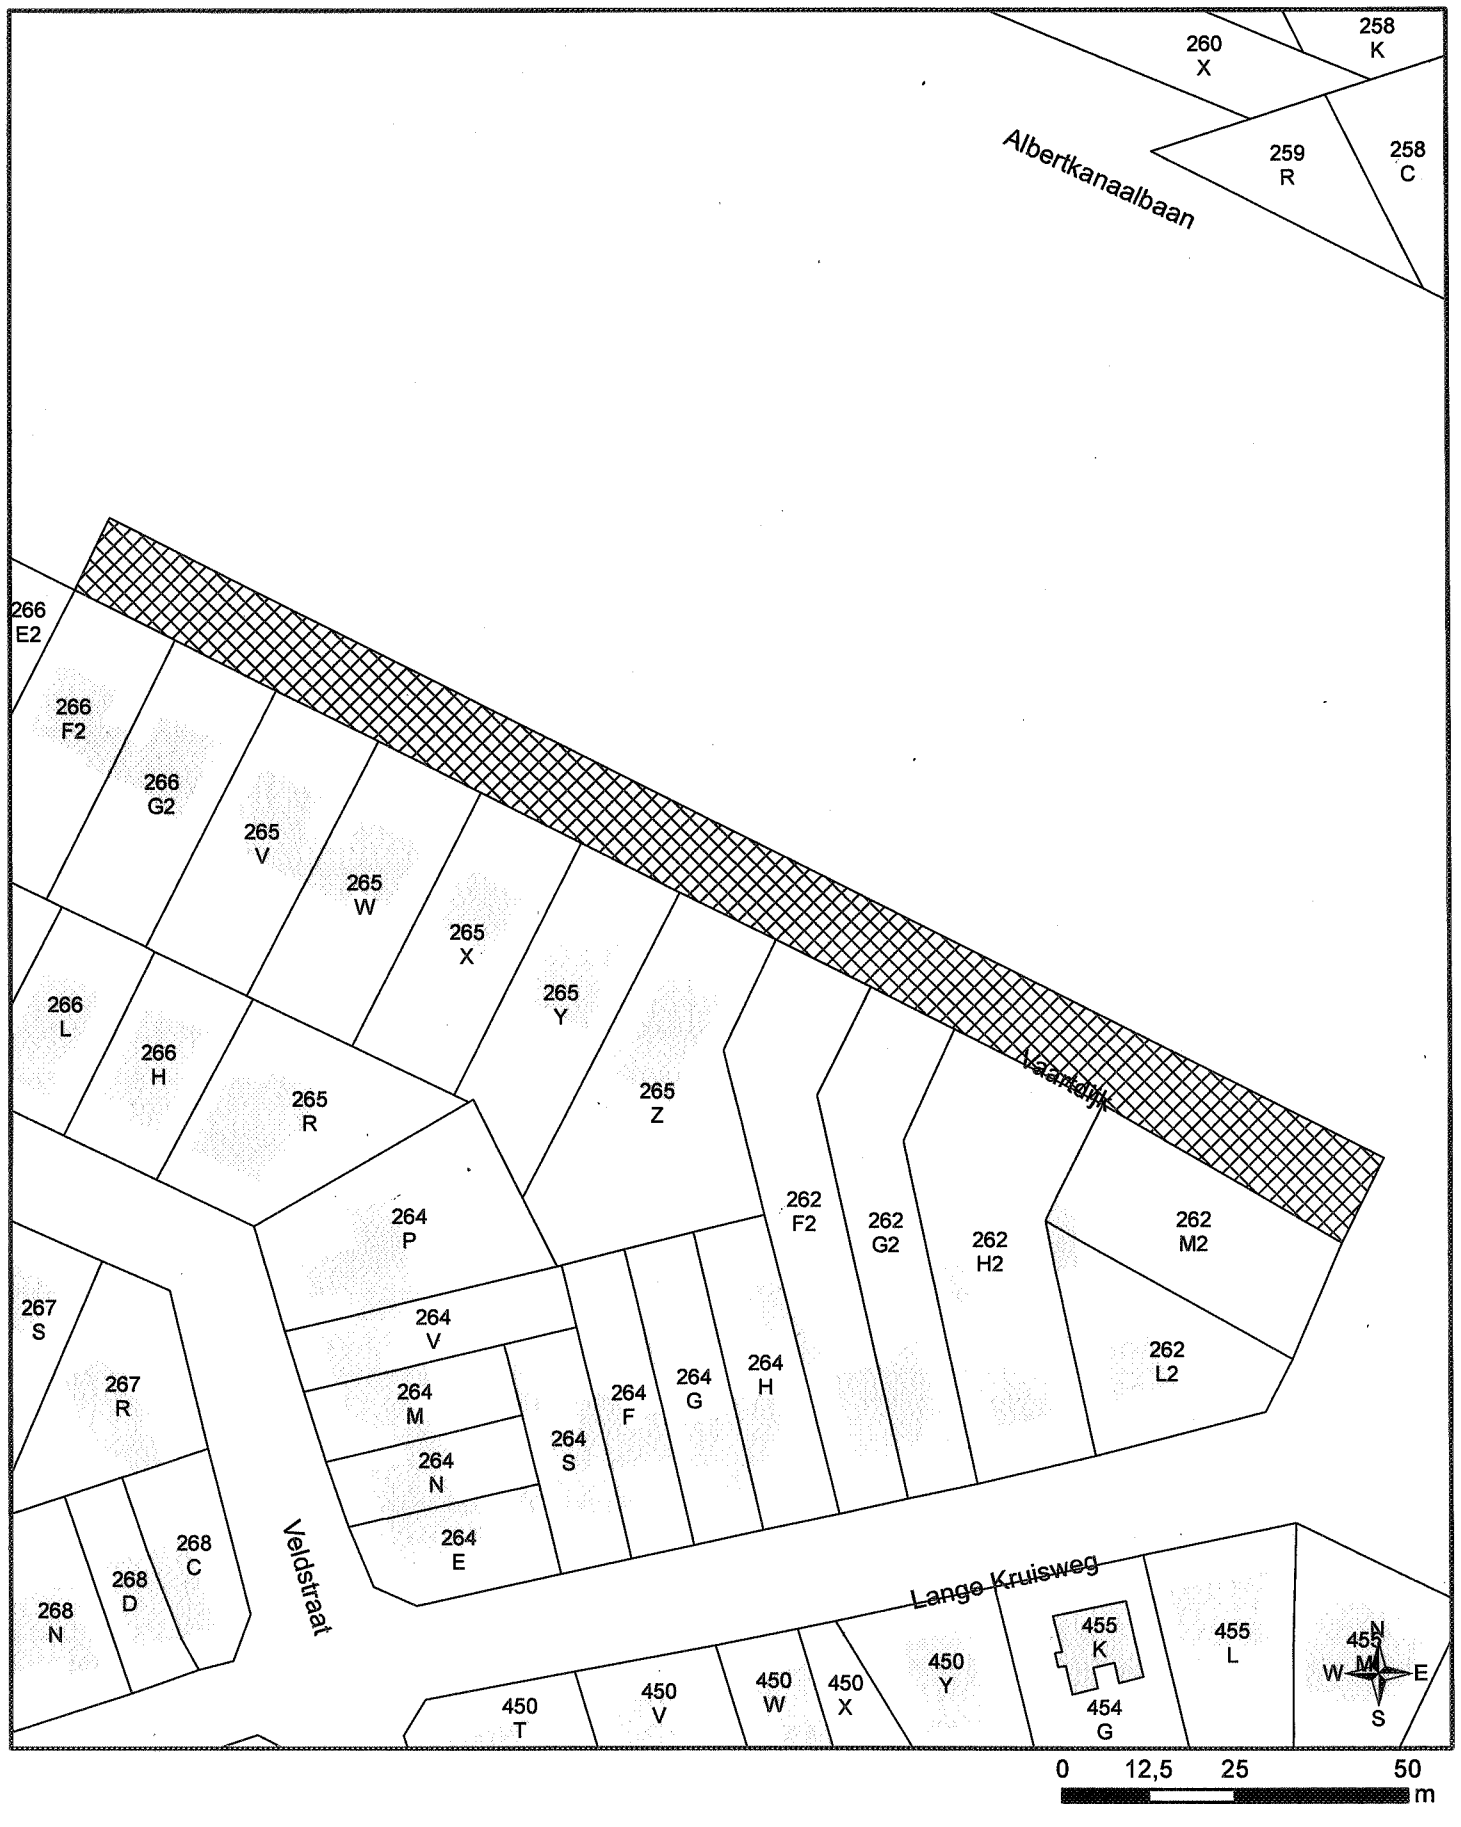 258
K
260
X
259
R
258
C
Albertkanaalbaan
266
E2
266
F2
266
G2
265
V
265
W
265
X
265
Y
265
Z
266
L
266
H
265
R
Vaartdijk
262
F2
262
G2
262
H2
262
M2
262
L2
264
P
264
V
264
M
264
N
264
E
264
S
264
F
264
G
264
H
267
S
267
R
268
C
268
D
268
N
Veldstraat
Lange Kruisweg
450
T
450
V
450
W
450
X
450
Y
455
K
454
G
455
L
455
M
N
W
E
S
0 12,5 25 50
m